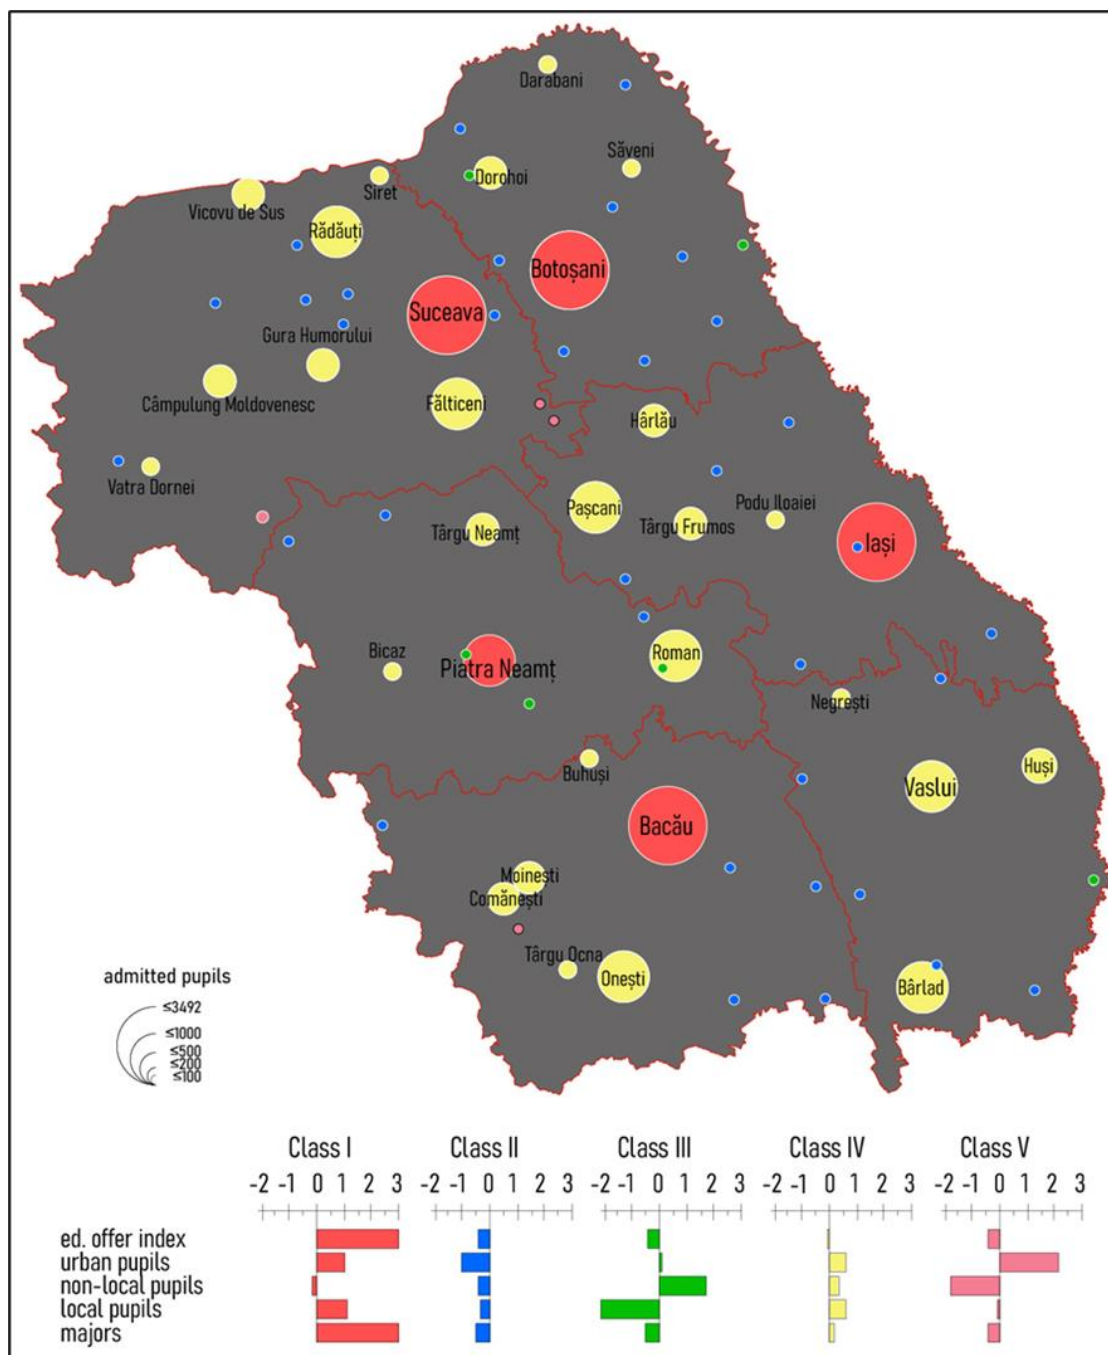 Darabani
Săveni
Dorohoi
Siret
Vicovu de Sus
Rădăuți
Botoșani
Suceava
Gura Humorului
Câmpulung Moldovenesc
Fălticeni
Hârlău
Vatra Dornei
Pașcani
Podu Iloaiei
Târgu Neamț
Târgu Frumos
Iași
Bicaz
Roman
Piatra Neamț
Negrești
Buhuși
Huși
Vaslui
Bacău
Moinești
Comănești
Târgu Ocna
Onești
Bârlad
admitted pupils
≤3492
≤1000
≤500
≤200
≤100
Class I Class II Class III Class IV Class V
-2 -1 0 1 2 3 -2 -1 0 1 2 3 -2 -1 0 1 2 3 -2 -1 0 1 2 3 -2 -1 0 1 2 3
ed. offer index
urban pupils
non-local pupils
local pupils
majors